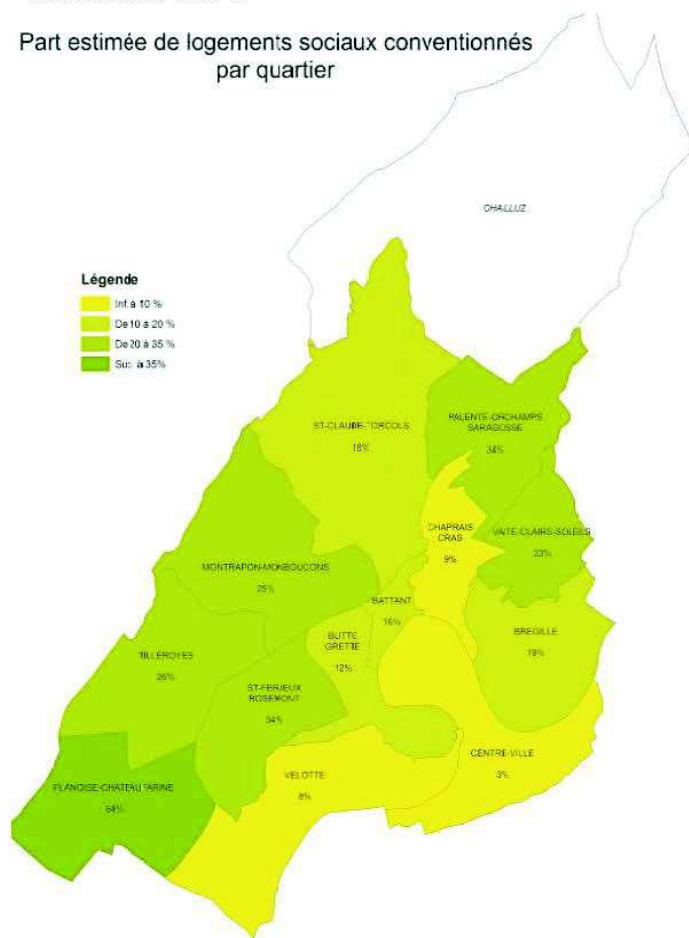 Part estimée de logements sociaux conventionnés
par quartier
CHALLUZ
Légende
Inf. à 10 %
De 10 à 20 %
De 20 à 35 %
Sup. à 35%
ST-CLAUDE-TORCOLS
16%
PALENTE-ORCHAMPS
SARAGOSSE
34%
CHAPRAIS
CRAS
9%
VAITE-CLAIRS-SOLEILS
23%
MONTRAPON-MONBOUCONS
25%
BATTANT
16%
BUTTE
GRETTE
12%
BREGILLE
19%
TILLEROYES
26%
ST-FERJEUX
ROSEMONT
34%
CENTRE-VILLE
3%
PLANOISE-CHATEAUFARINE
64%
VELOTTE
8%